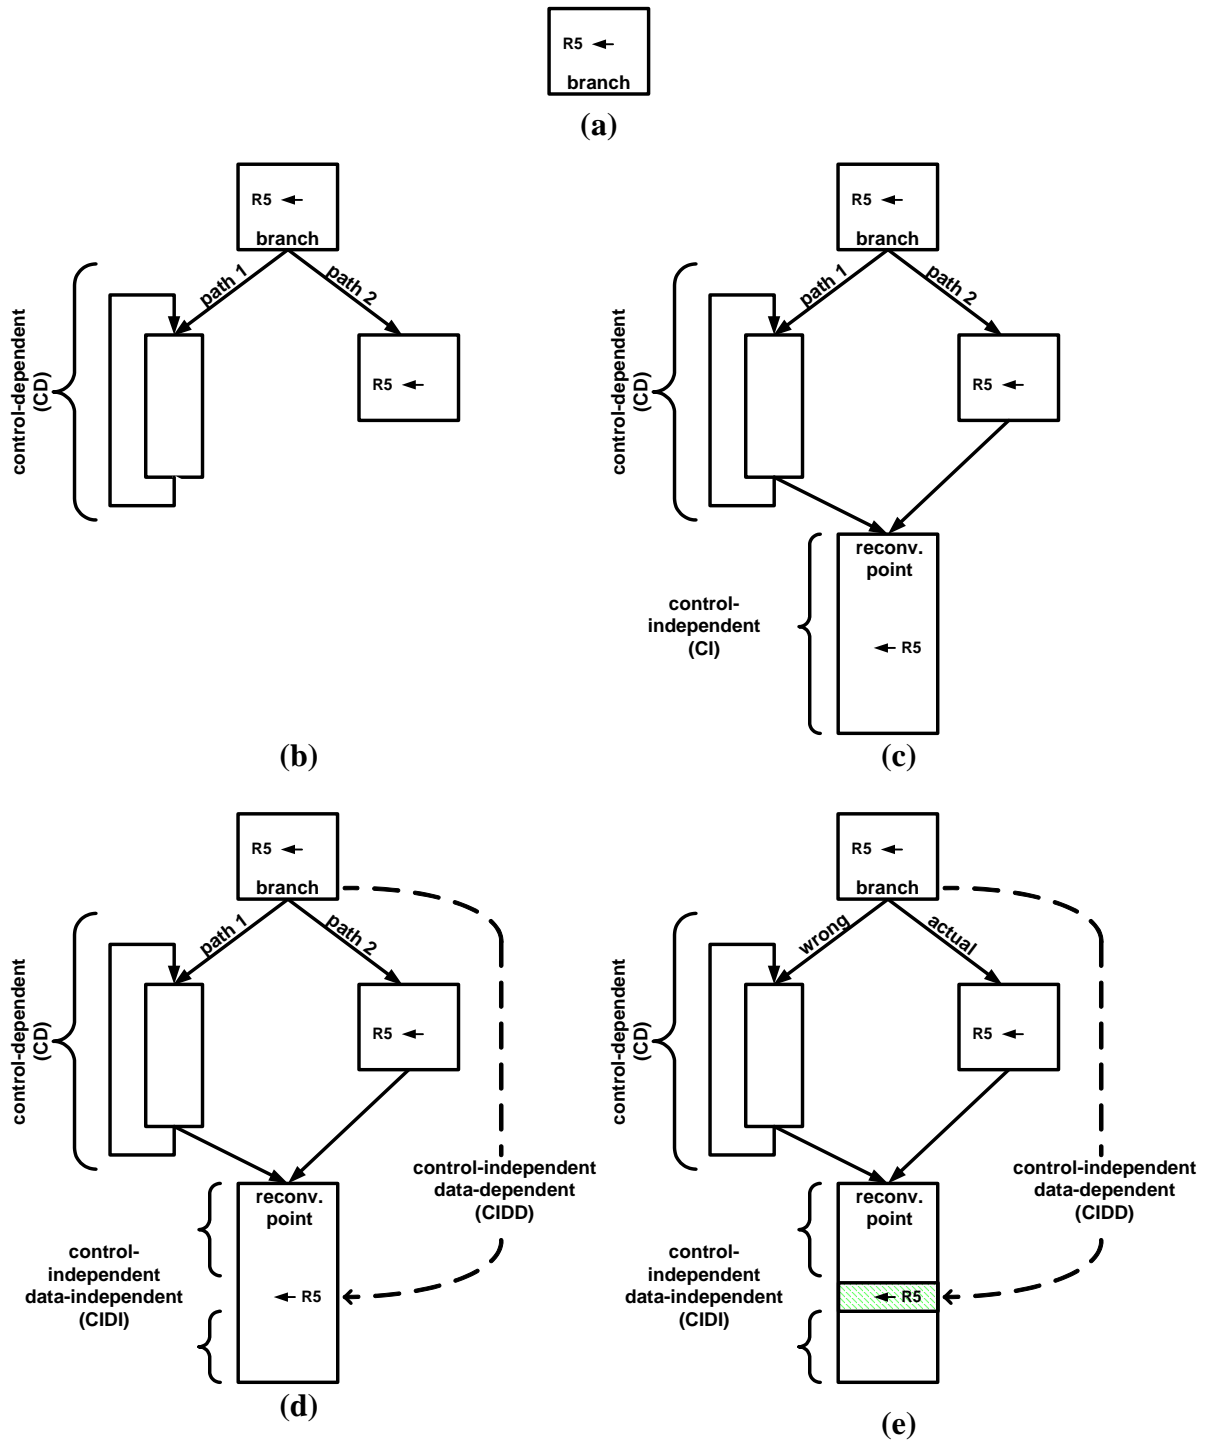 R5
branch
(a)
R5
branch
path 1
path 2
control-dependent
(CD)
R5
(b)
R5
branch
path 1
path 2
control-dependent
(CD)
R5
reconv.
point
control-
independent
(CI)
R5
(c)
R5
branch
path 1
path 2
control-dependent
(CD)
R5
control-independent
data-dependent
(CIDD)
reconv.
point
control-
independent
data-independent
(CIDI)
R5
(d)
R5
branch
wrong
actual
control-dependent
(CD)
R5
control-independent
data-dependent
(CIDD)
reconv.
point
control-
independent
data-independent
(CIDI)
R5
(e)